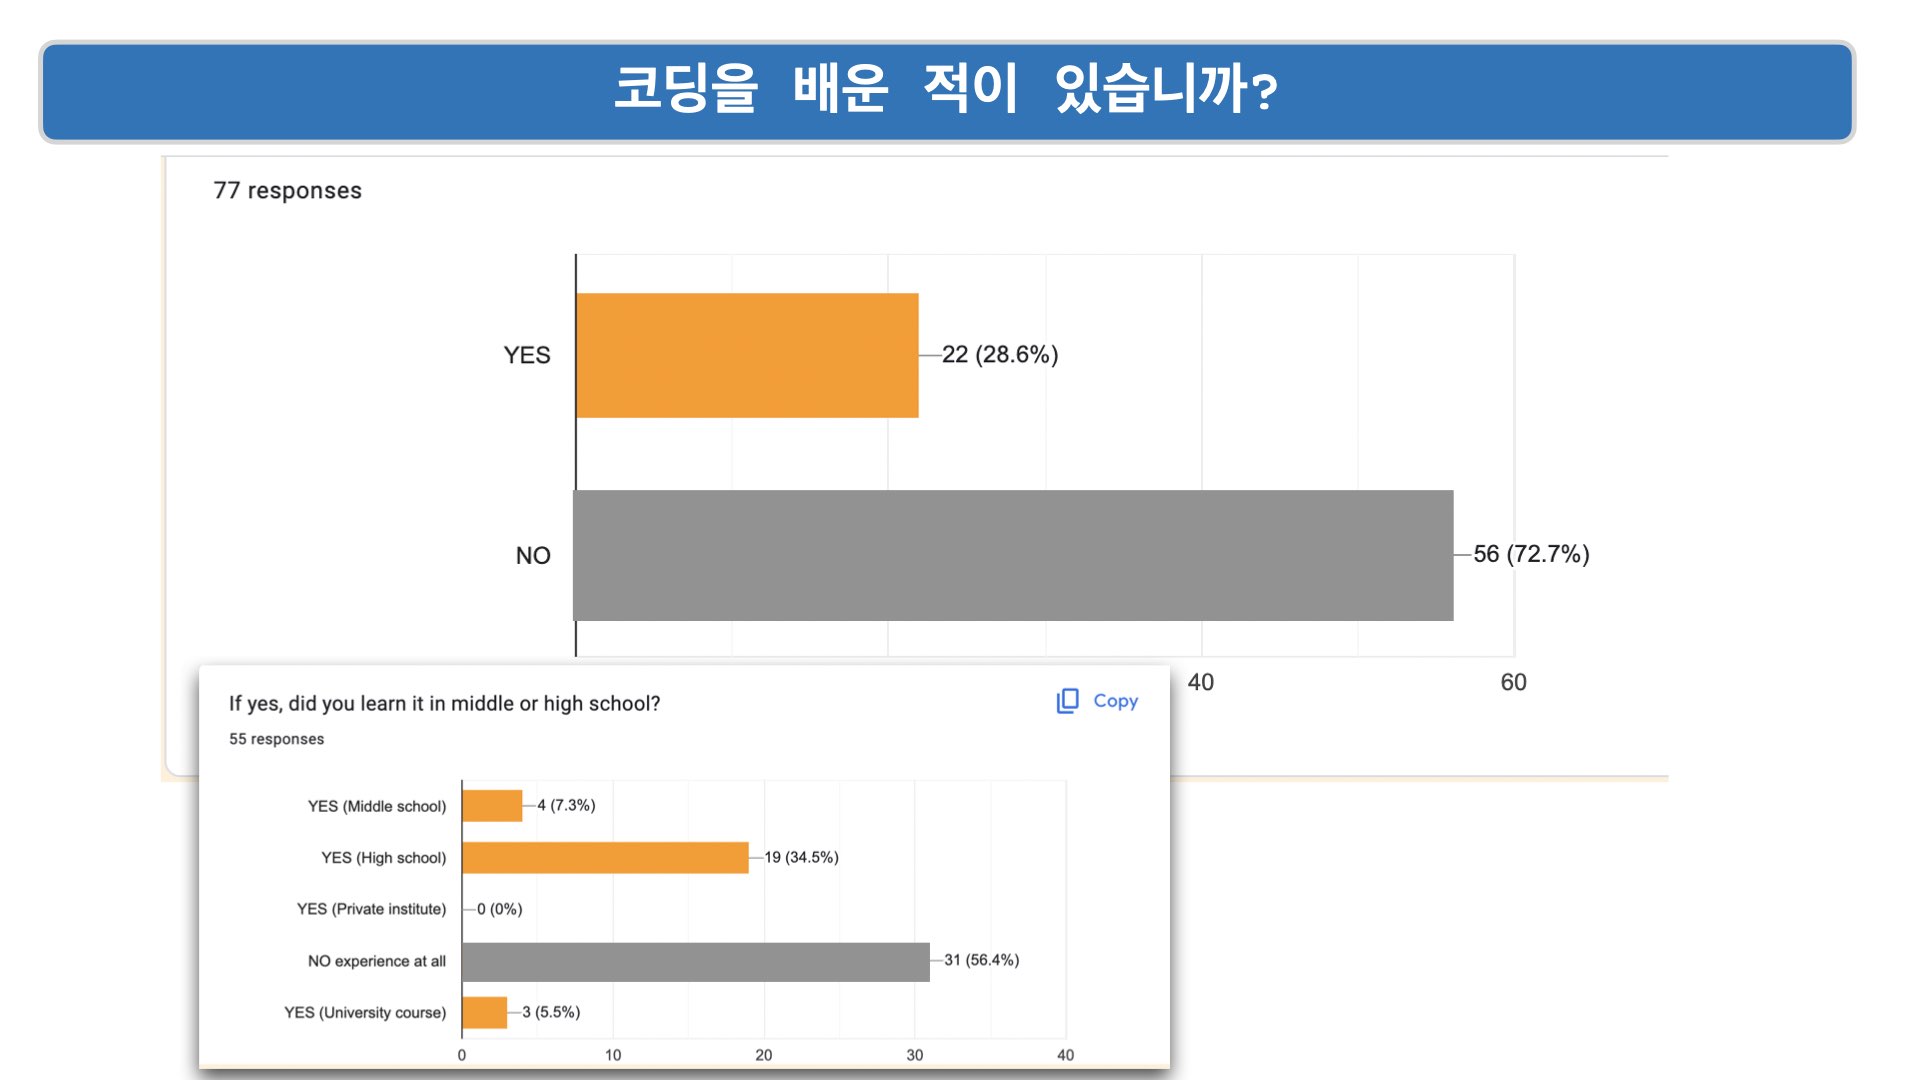 코딩을 배운 적이 있습니까?
77 responses
YES
22 (28.6%)
NO
56 (72.7%)
40
60
If yes, did you learn it in middle or high school?
Copy
55 responses
YES (Middle school)
4 (7.3%)
YES (High school)
19 (34.5%)
YES (Private institute)
0 (0%)
NO experience at all
31 (56.4%)
YES (University course)
3 (5.5%)
0
10
20
30
40